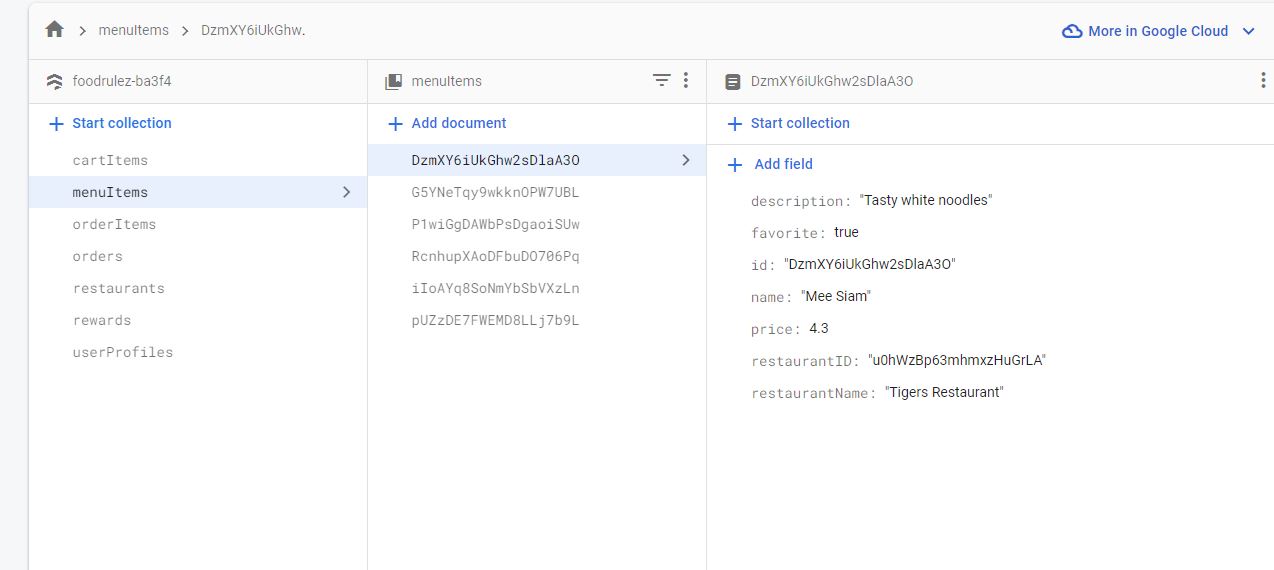 menuItems > DzmXY6iUkGhw.
More in Google Cloud
foodrulez-ba3f4
menuItems
DzmXY6iUkGhw2sDlaA3O
Start collection
Add document
Start collection
cartItems
menuItems
orderItems
orders
restaurants
rewards
userProfiles
DzmXY6iUkGhw2sDlaA3O
G5YNeTqy9wkknOPW7UBL
P1wiGgDAWbPsDgaoiSUw
RcnhupXAoDFbuDO706Pq
iIoAYq8SoNmYbSbVXzLn
pUZzDE7FWEMD8LLj7b9L
Add field
description: "Tasty white noodles"
favorite: true
id: "DzmXY6iUkGhw2sDlaA3O"
name: "Mee Siam"
price: 4.3
restaurantID: "u0hWzBp63mhmxzHuGrLA"
restaurantName: "Tigers Restaurant"